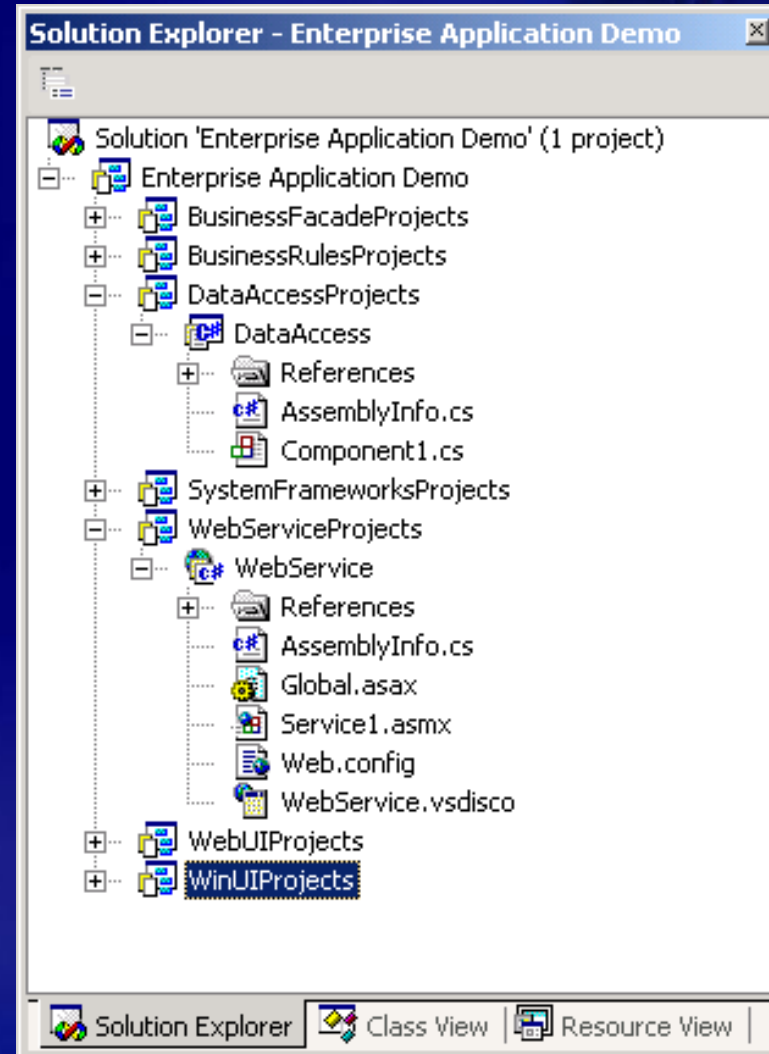 Solution Explorer - Enterprise Application Demo
Solution 'Enterprise Application Demo' (1 project)
Enterprise Application Demo
BusinessFacadeProjects
BusinessRulesProjects
DataAccessProjects
DataAccess
References
AssemblyInfo.cs
Component1.cs
SystemFrameworksProjects
WebServiceProjects
WebService
References
AssemblyInfo.cs
Global.asax
Service1.asmx
Web.config
WebService.vsdisco
WebUIProjects
WinUIProjects
Solution Explorer Class View Resource View